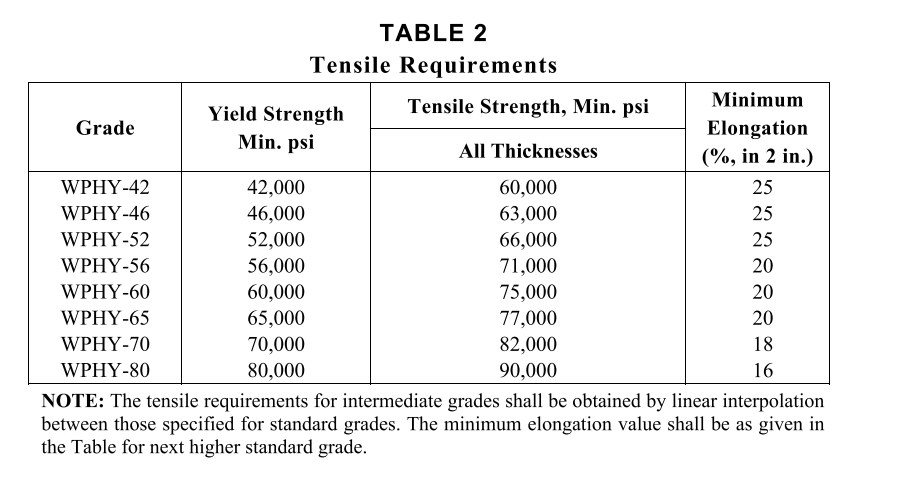 TABLE 2
Tensile Requirements
Grade
Yield Strength
Min. psi
Tensile Strength, Min. psi
All Thicknesses
Minimum
Elongation
(%, in 2 in.)
WPHY-42 42,000 60,000 25
WPHY-46 46,000 63,000 25
WPHY-52 52,000 66,000 25
WPHY-56 56,000 71,000 20
WPHY-60 60,000 75,000 20
WPHY-65 65,000 77,000 20
WPHY-70 70,000 82,000 18
WPHY-80 80,000 90,000 16
NOTE: The tensile requirements for intermediate grades shall be obtained by linear interpolation
between those specified for standard grades. The minimum elongation value shall be as given in
the Table for next higher standard grade.